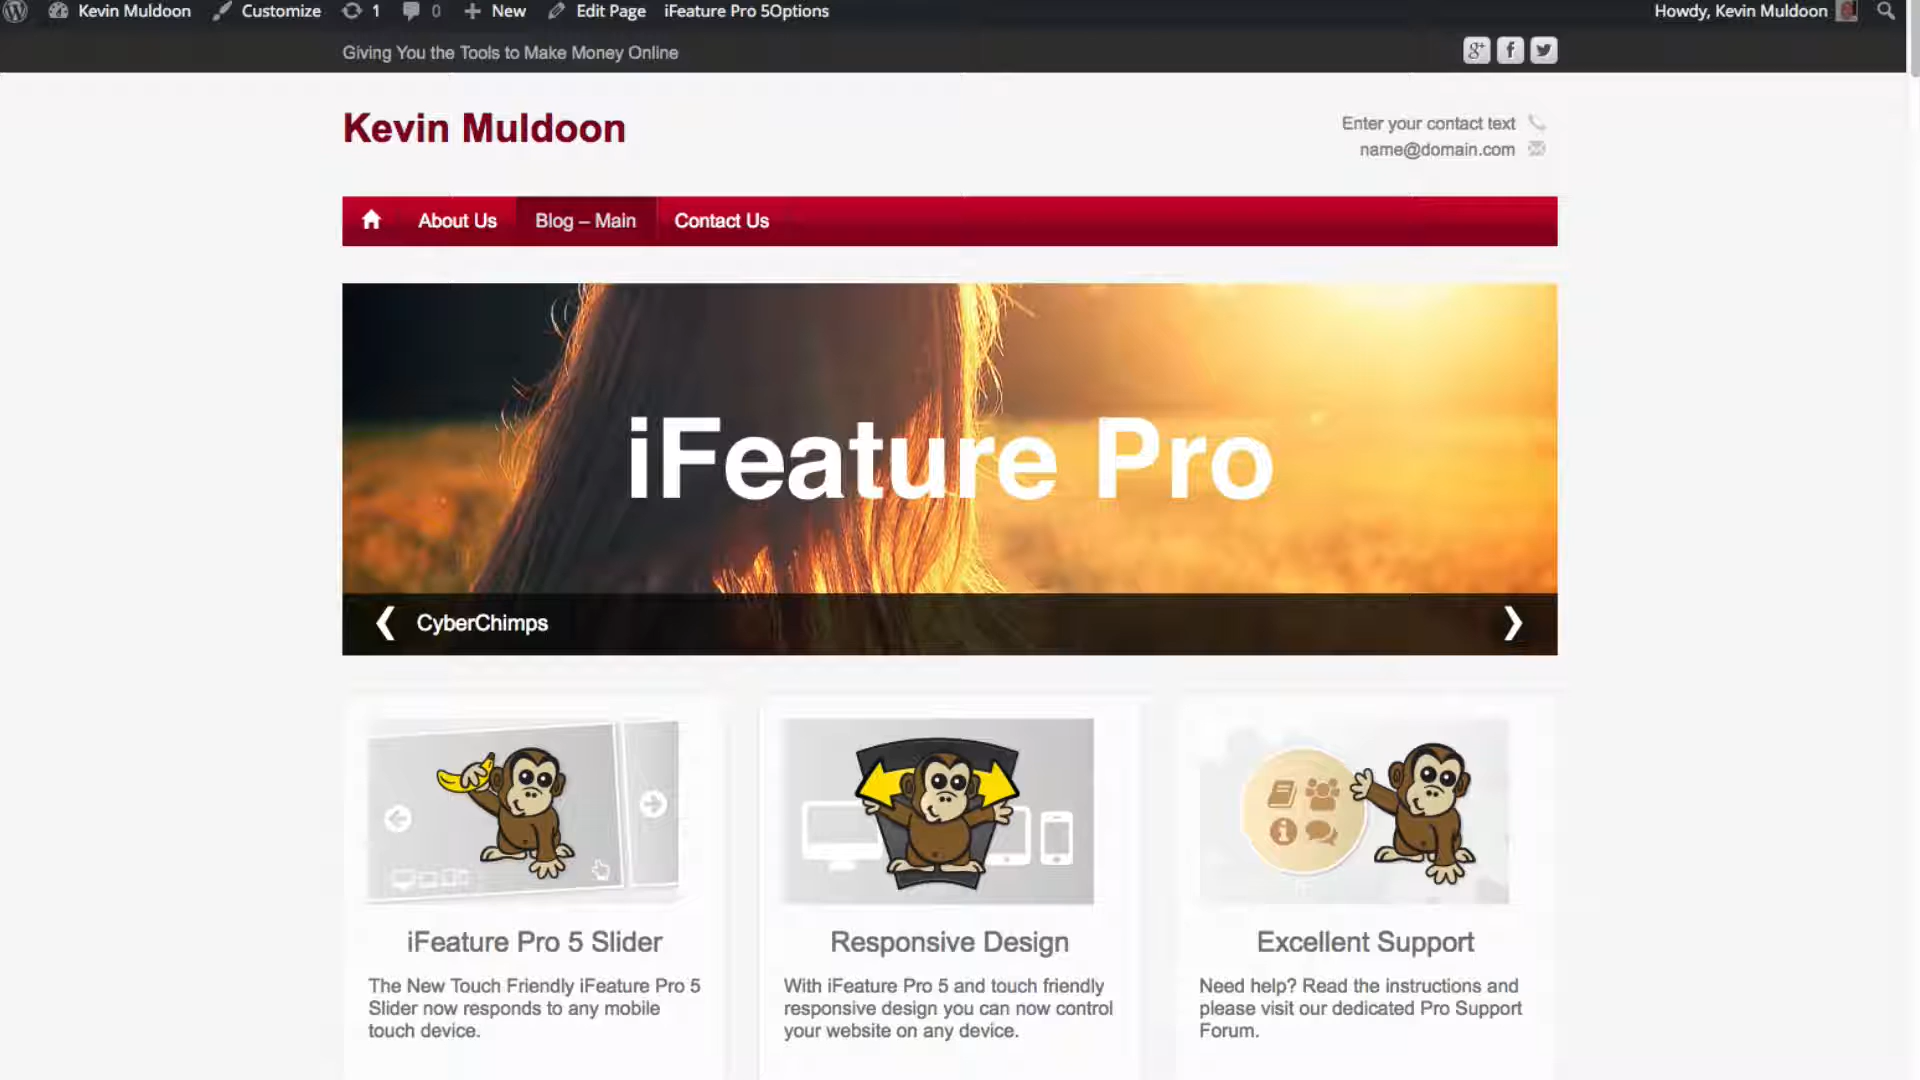 Kevin Muldoon Customize 1 0 New Edit Page iFeature Pro 5Options Howdy, Kevin Muldoon
Giving You the Tools to Make Money Online
Kevin Muldoon
Enter your contact text
name@domain.com
About Us Blog – Main Contact Us
iFeature Pro
CyberChimps
iFeature Pro 5 Slider
The New Touch Friendly iFeature Pro 5
Slider now responds to any mobile
touch device.
Responsive Design
With iFeature Pro 5 and touch friendly
responsive design you can now control
your website on any device.
Excellent Support
Need help? Read the instructions and
please visit our dedicated Pro Support
Forum.